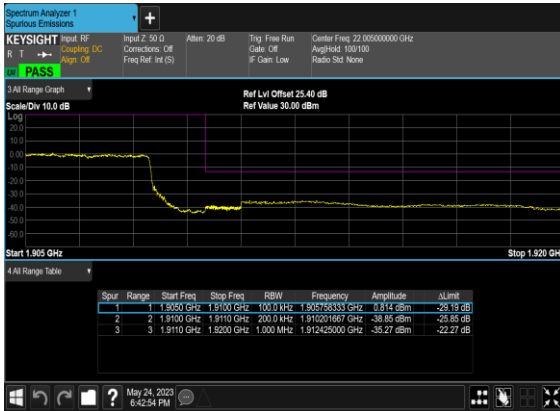 Spectrum Analyzer 1
Spurious Emissions
+
KEYSIGHT
R T
LXI
PASS
Input: RF
Coupling: DC
Align: Off
Input Z: 50 Ω
Corrections: Off
Freq Ref: Int (S)
Atten: 20 dB
Trig: Free Run
Gate: Off
IF Gain: Low
Center Freq: 22.005000000 GHz
Avg|Hold: 100/100
Radio Std: None
3 All Range Graph
Scale/Div 10.0 dB
Ref Lvl Offset 25.40 dB
Ref Value 30.00 dBm
Log
20.0
10.0
0.00
-10.0
-20.0
-30.0
-40.0
-50.0
-60.0
Start 1.905 GHz
Stop 1.920 GHz
4 All Range Table
Spur Range Start Freq Stop Freq RBW Frequency Amplitude ΔLimit
1 1 1.9050 GHz 1.9100 GHz 100.0 kHz 1.905758333 GHz 0.814 dBm -29.19 dB
2 2 1.9100 GHz 1.9110 GHz 200.0 kHz 1.910201667 GHz -38.85 dBm -25.85 dB
3 3 1.9110 GHz 1.9200 GHz 1.000 MHz 1.912425000 GHz -35.27 dBm -22.27 dB
?
May 24, 2023
6:42:54 PM